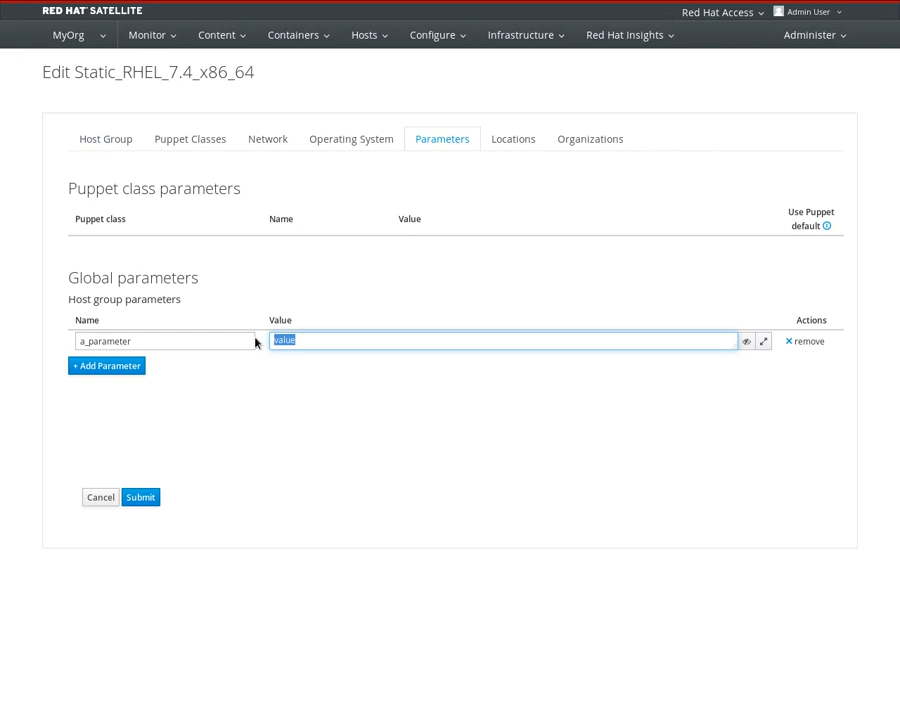 RED HAT SATELLITE
Red Hat Access
Admin User
MyOrg
Monitor
Content
Containers
Hosts
Configure
Infrastructure
Red Hat Insights
Administer
Edit Static_RHEL_7.4_x86_64
Host Group
Puppet Classes
Network
Operating System
Parameters
Locations
Organizations
Puppet class parameters
Puppet class
Name
Value
Use Puppet
default
Global parameters
Host group parameters
Name
Value
Actions
a_parameter
value
remove
+ Add Parameter
Cancel
Submit